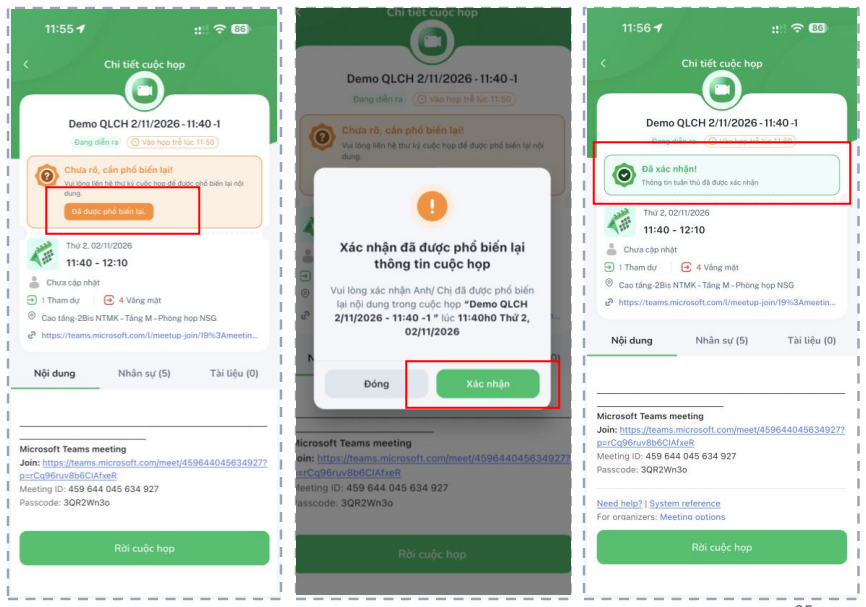 11:55
86
Chi tiết cuộc họp
Demo QLCH 2/11/2026 - 11:40 -1
Đang diễn ra
Vào họp trễ lúc 11:50
Chưa rõ, cần phổ biến lại!
Vui lòng liên hệ thư ký cuộc họp để được phổ biến lại nội
dung.
Đã được phổ biến lại.
Thứ 2, 02/11/2026
11:40 - 12:10
Chưa cập nhật
1 Tham dự
4 Vắng mặt
Cao tầng-2Bis NTMK - Tầng M - Phòng họp NSG
https://teams.microsoft.com/l/meetup-join/19%3Ameetin...
Nội dung
Nhân sự (5)
Tài liệu (0)
Microsoft Teams meeting
Join: https://teams.microsoft.com/meet/459644045634927?
p=rCq96ruv8b6CIAfxeR
Meeting ID: 459 644 045 634 927
Passcode: 3QR2Wn3o
Rời cuộc họp
Chi tiết cuộc họp
Demo QLCH 2/11/2026 - 11:40 -1
Đang diễn ra
Vào họp trễ lúc 11:50
Chưa rõ, cần phổ biến lại!
Vui lòng liên hệ thư ký cuộc họp để được phổ biến lại nội
dung.
Xác nhận đã được phổ biến lại
thông tin cuộc họp
Vui lòng xác nhận Anh/ Chị đã được phổ biến
lại nội dung trong cuộc họp "Demo QLCH
2/11/2026 - 11:40 -1 " lúc 11:40h0 Thứ 2,
02/11/2026
Đóng
Xác nhận
Microsoft Teams meeting
Join: https://teams.microsoft.com/meet/459644045634927?
p=rCq96ruv8b6CIAfxeR
Meeting ID: 459 644 045 634 927
Passcode: 3QR2Wn3o
Rời cuộc họp
11:56
86
Chi tiết cuộc họp
Demo QLCH 2/11/2026 - 11:40 -1
Đang diễn ra
Vào họp trễ lúc 11:50
Đã xác nhận!
Thông tin tuân thủ đã được xác nhận
Thứ 2, 02/11/2026
11:40 - 12:10
Chưa cập nhật
1 Tham dự
4 Vắng mặt
Cao tầng-2Bis NTMK - Tầng M - Phòng họp NSG
https://teams.microsoft.com/l/meetup-join/19%3Ameetin...
Nội dung
Nhân sự (5)
Tài liệu (0)
Microsoft Teams meeting
Join: https://teams.microsoft.com/meet/459644045634927?
p=rCq96ruv8b6CIAfxeR
Meeting ID: 459 644 045 634 927
Passcode: 3QR2Wn3o
Need help? | System reference
For organizers: Meeting options
Rời cuộc họp